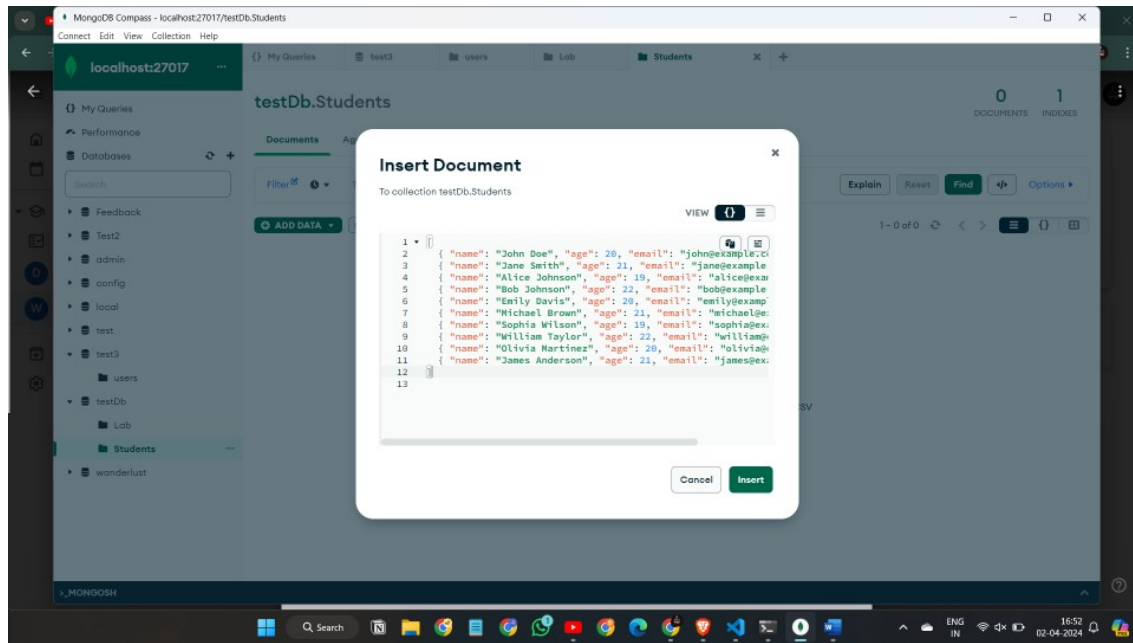 MongoDB Compass - localhost:27017/testDb.Students
Connect Edit View Collection Help
localhost:27017 ...
{} My Queries test3 users Lab Students
{} My Queries
Performance
Databases
Search
Feedback
Test2
admin
config
local
test
test3
users
testDb
Lab
Students
wanderlust
testDb.Students
0 DOCUMENTS
1 INDEXES
Documents
Filter
Explain Reset Find </> Options
ADD DATA
1 – 0 of 0
Insert Document
To collection testDb.Students
VIEW {}
1 [
2 { "name": "John Doe", "age": 20, "email": "john@example.c
3 { "name": "Jane Smith", "age": 21, "email": "jane@example
4 { "name": "Alice Johnson", "age": 19, "email": "alice@exa
5 { "name": "Bob Johnson", "age": 22, "email": "bob@example
6 { "name": "Emily Davis", "age": 20, "email": "emily@examp
7 { "name": "Michael Brown", "age": 21, "email": "michael@e
8 { "name": "Sophia Wilson", "age": 19, "email": "sophia@ex
9 { "name": "William Taylor", "age": 22, "email": "william@
10 { "name": "Olivia Martinez", "age": 20, "email": "olivia@
11 { "name": "James Anderson", "age": 21, "email": "james@ex
12 ]
13
Cancel Insert
>_MONGOSH
D
W
Search
ENG
IN
16:52
02-04-2024